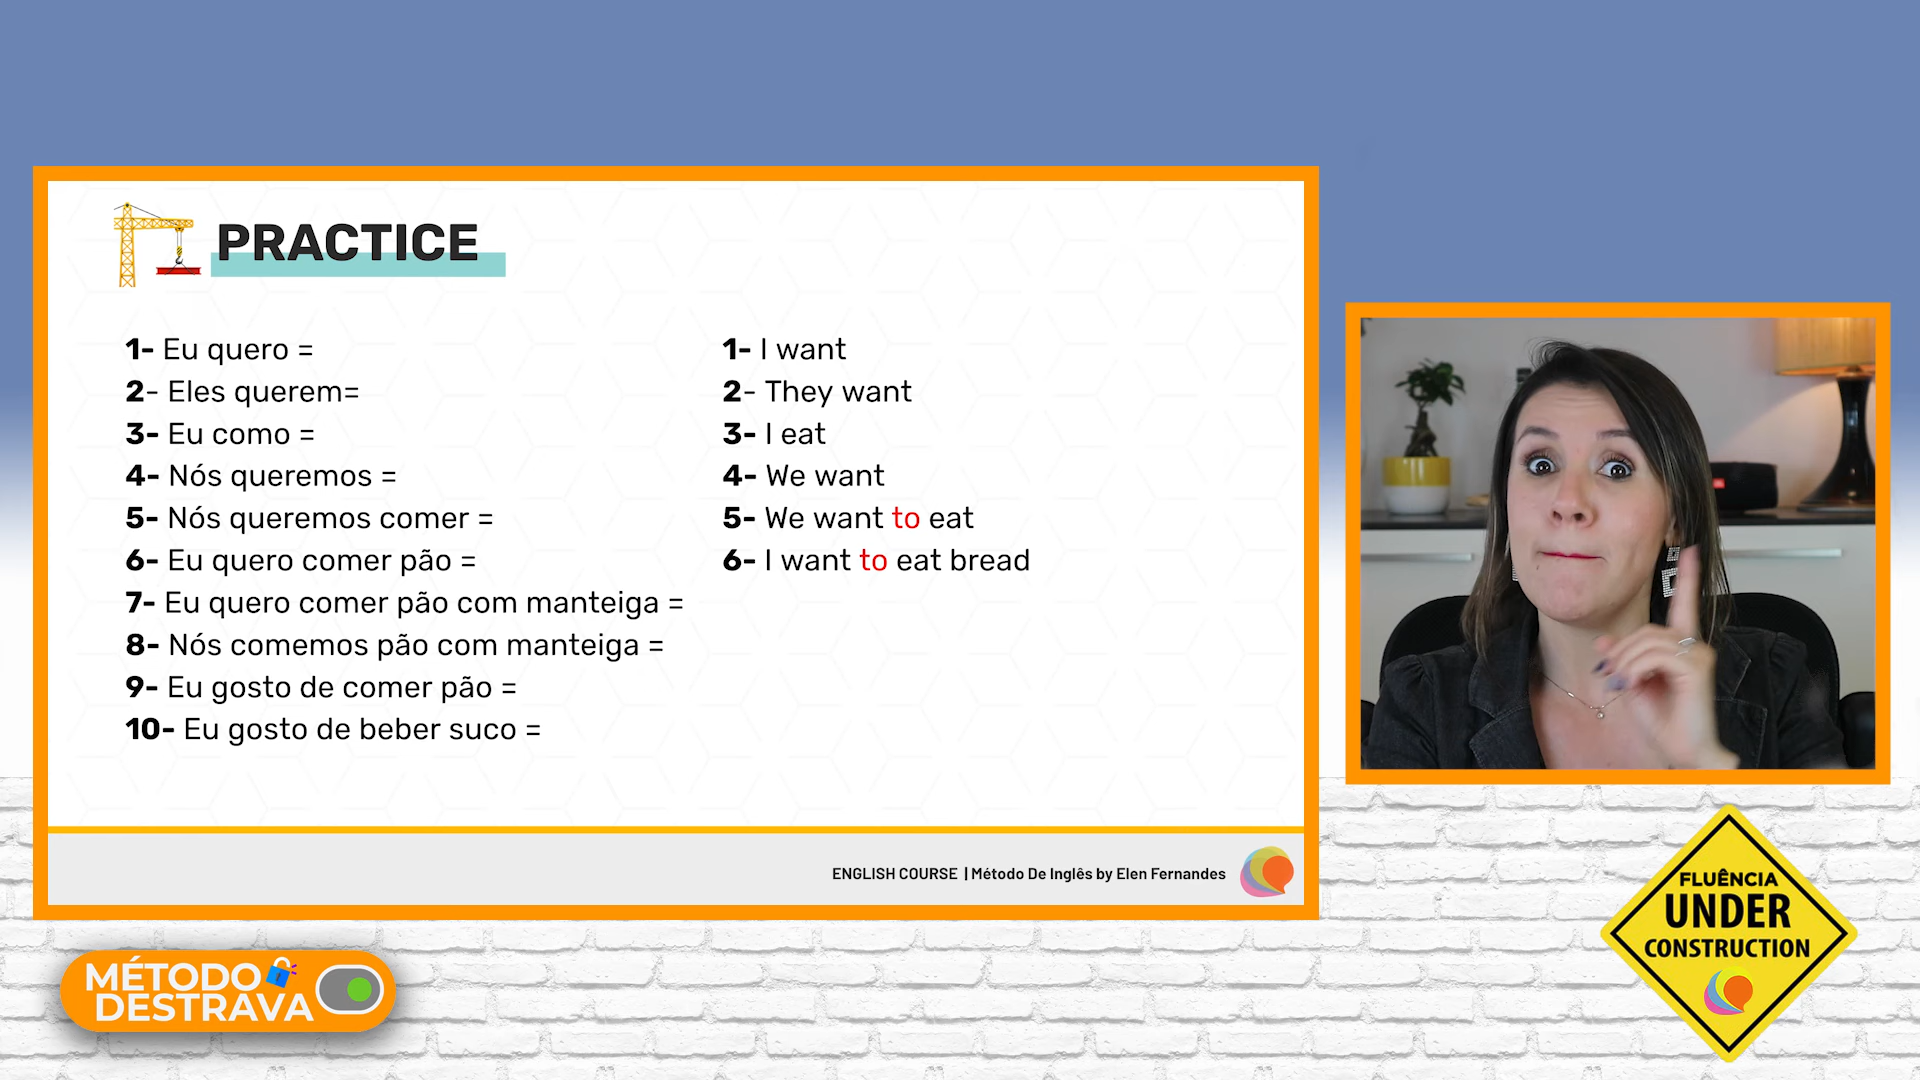 PRACTICE
1- Eu quero =
2- Eles querem=
3- Eu como =
4- Nós queremos =
5- Nós queremos comer =
6- Eu quero comer pão =
7- Eu quero comer pão com manteiga =
8- Nós comemos pão com manteiga =
9- Eu gosto de comer pão =
10- Eu gosto de beber suco =
1- I want
2- They want
3- I eat
4- We want
5- We want to eat
6- I want to eat bread
ENGLISH COURSE | Método De Inglês by Elen Fernandes
MÉTODO
DESTRAVA
FLUÊNCIA
UNDER
CONSTRUCTION